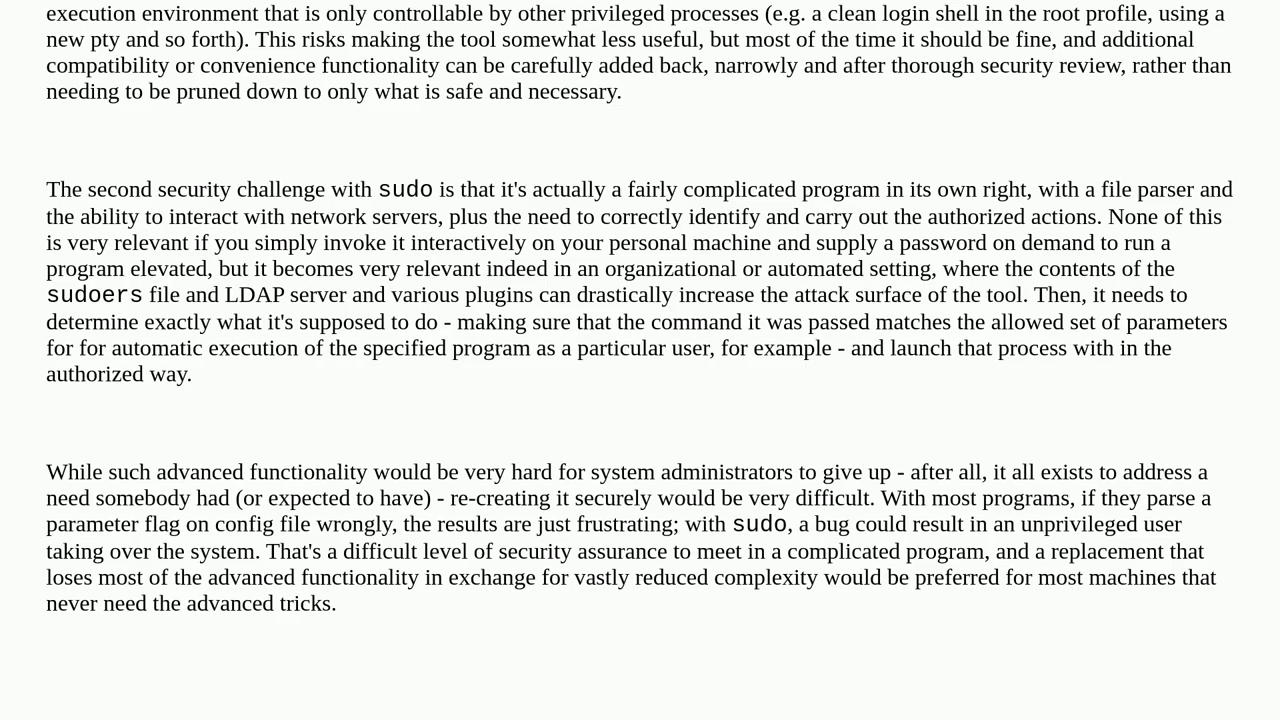 execution environment that is only controllable by other privileged processes (e.g. a clean login shell in the root profile, using a
new pty and so forth). This risks making the tool somewhat less useful, but most of the time it should be fine, and additional
compatibility or convenience functionality can be carefully added back, narrowly and after thorough security review, rather than
needing to be pruned down to only what is safe and necessary.
The second security challenge with sudo is that it's actually a fairly complicated program in its own right, with a file parser and
the ability to interact with network servers, plus the need to correctly identify and carry out the authorized actions. None of this
is very relevant if you simply invoke it interactively on your personal machine and supply a password on demand to run a
program elevated, but it becomes very relevant indeed in an organizational or automated setting, where the contents of the
sudoers file and LDAP server and various plugins can drastically increase the attack surface of the tool. Then, it needs to
determine exactly what it's supposed to do - making sure that the command it was passed matches the allowed set of parameters
for for automatic execution of the specified program as a particular user, for example - and launch that process with in the
authorized way.
While such advanced functionality would be very hard for system administrators to give up - after all, it all exists to address a
need somebody had (or expected to have) - re-creating it securely would be very difficult. With most programs, if they parse a
parameter flag on config file wrongly, the results are just frustrating; with sudo, a bug could result in an unprivileged user
taking over the system. That's a difficult level of security assurance to meet in a complicated program, and a replacement that
loses most of the advanced functionality in exchange for vastly reduced complexity would be preferred for most machines that
never need the advanced tricks.